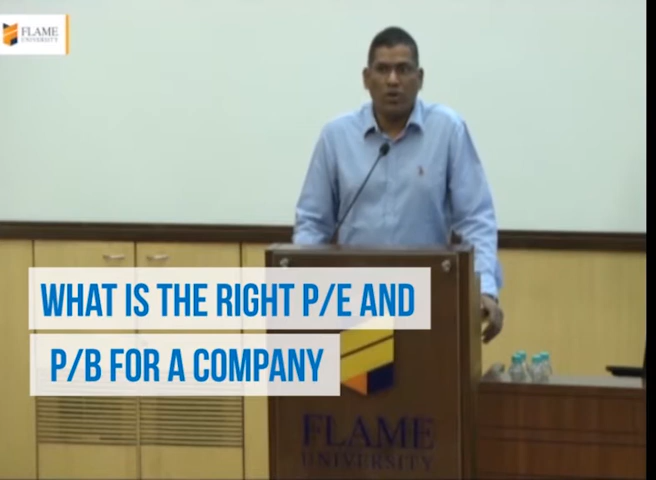 FLAME
UNIVERSITY
WHAT IS THE RIGHT P/E AND
P/B FOR A COMPANY
FLAME
UNIVERSITY